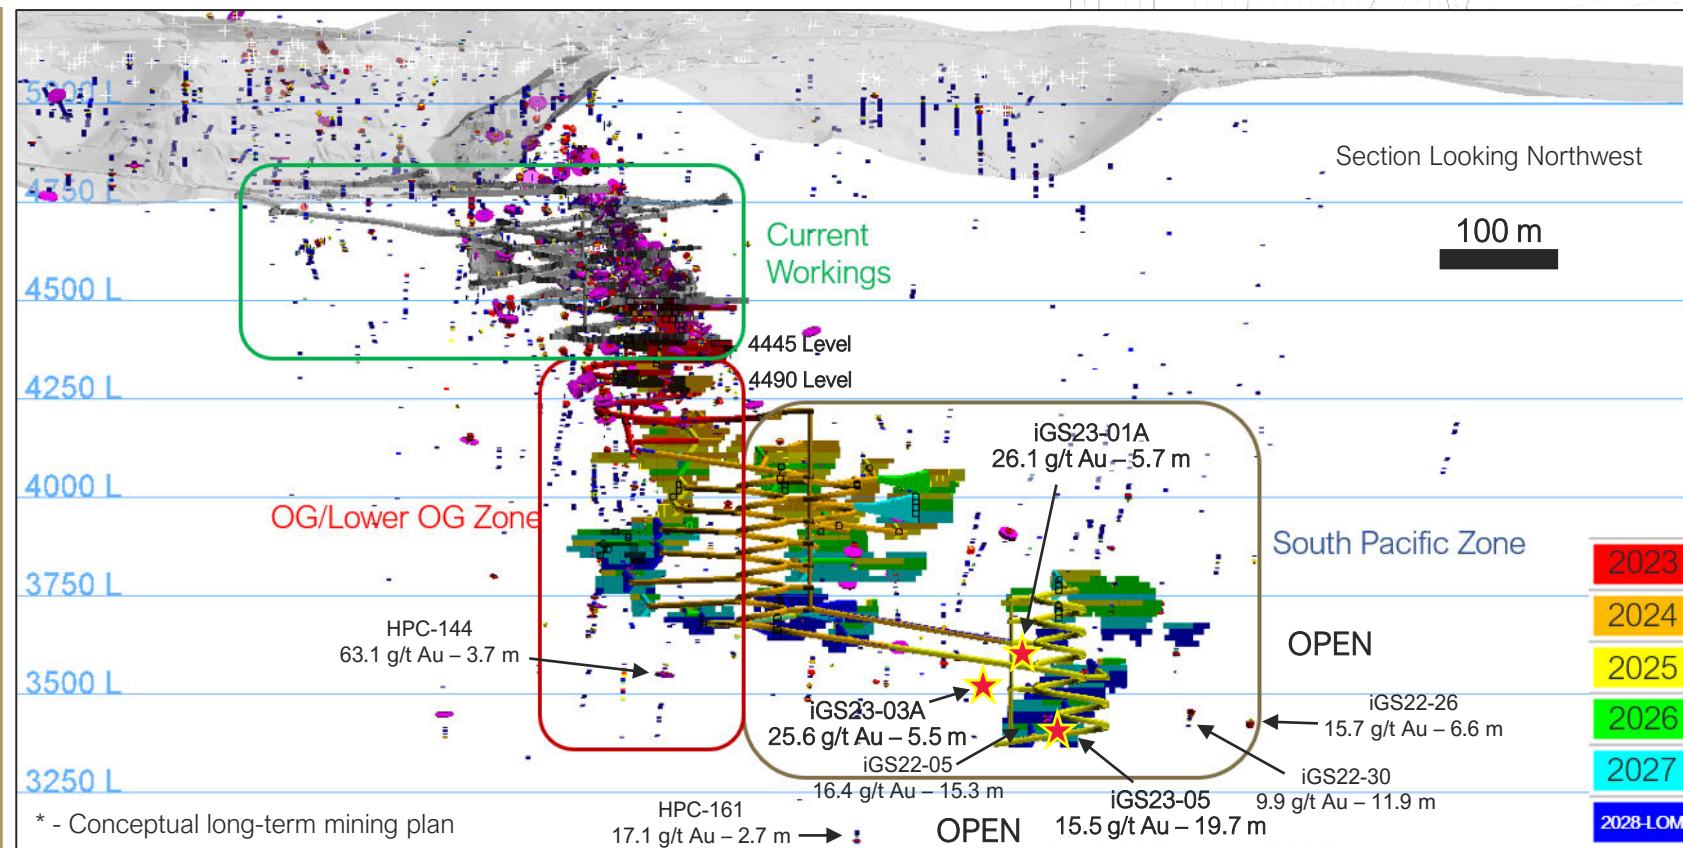 5000 L
Section Looking Northwest
4750 L
100 m
Current
Workings
4500 L
4445 Level
4490 Level
4250 L
iGS23-01A
26.1 g/t Au – 5.7 m
4000 L
OG/Lower OG Zone
South Pacific Zone
2023
3750 L
2024
HPC-144
63.1 g/t Au – 3.7 m
OPEN
2025
3500 L
iGS23-03A
25.6 g/t Au – 5.5 m
iGS22-26
15.7 g/t Au – 6.6 m
2026
iGS22-05
16.4 g/t Au – 15.3 m
iGS22-30
9.9 g/t Au – 11.9 m
2027
3250 L
iGS23-05
15.5 g/t Au – 19.7 m
* - Conceptual long-term mining plan
HPC-161
17.1 g/t Au – 2.7 m
OPEN
2028-LOM